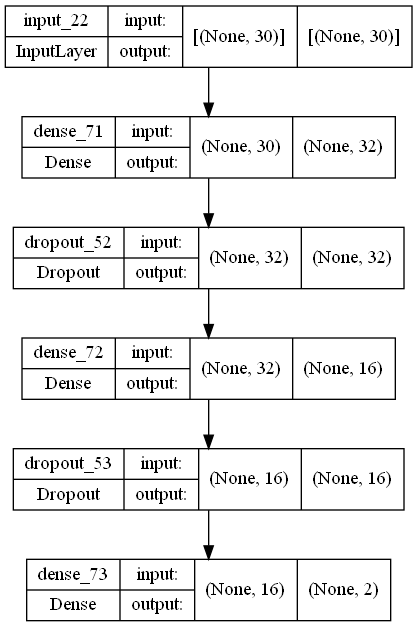 input_22 input: [(None, 30)] [(None, 30)]
InputLayer output:
dense_71 input: (None, 30) (None, 32)
Dense output:
dropout_52 input: (None, 32) (None, 32)
Dropout output:
dense_72 input: (None, 32) (None, 16)
Dense output:
dropout_53 input: (None, 16) (None, 16)
Dropout output:
dense_73 input: (None, 16) (None, 2)
Dense output: